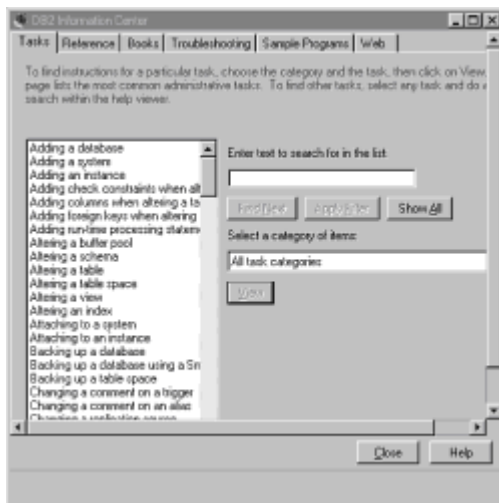 DB2 Information Center
Tasks Reference Books Troubleshooting Sample Programs Web
To find instructions for a particular task, choose the category and the task, then click on View.
page lists the most common administrative tasks. To find other tasks, select any task and do a
search within the help viewer.
Adding a database
Adding a system
Adding an instance
Adding check constraints when alt
Adding columns when altering a ta
Adding foreign keys when altering
Adding run-time processing stateme
Altering a buffer pool
Altering a schema
Altering a table
Altering a table space
Altering a view
Altering an index
Attaching to a system
Attaching to an instance
Backing up a database
Backing up a database using a Sm
Backing up a table space
Changing a comment on a trigger
Changing a comment on an alias
Changing a application source
Enter text to search for in the list:
Find Next Apply Filter Show All
Select a category of items:
All task categories
View
Close Help